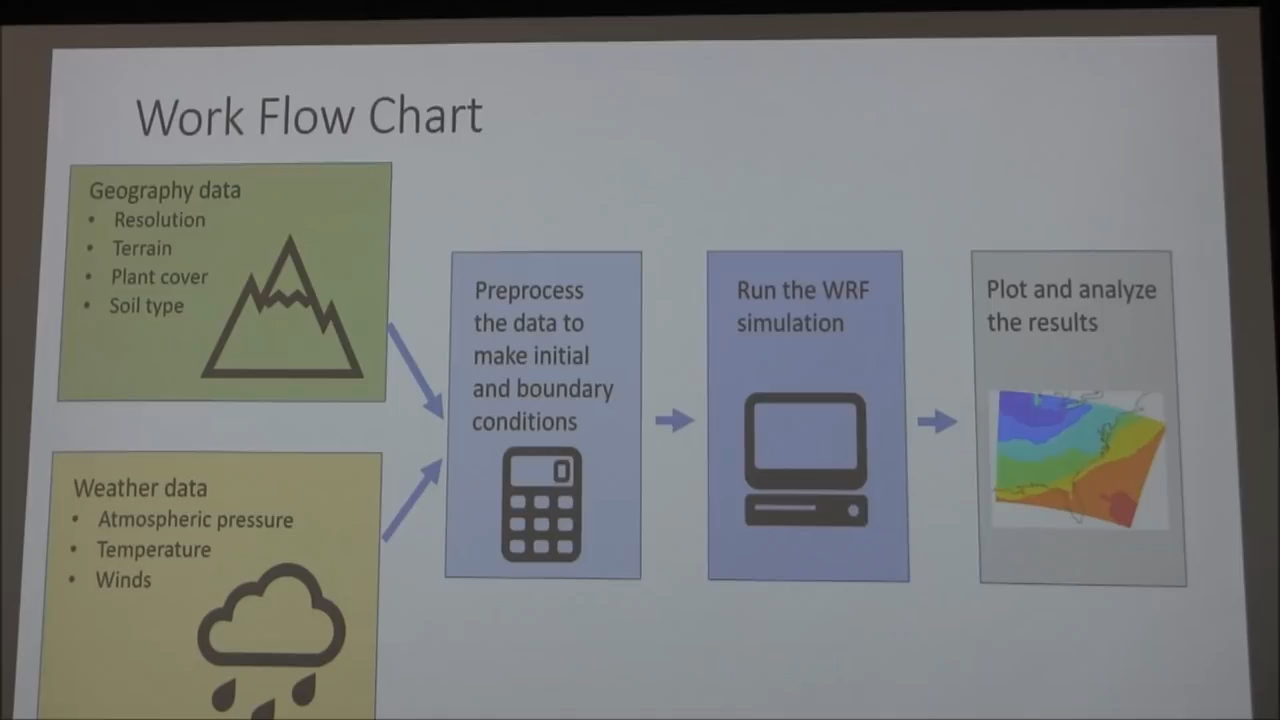 Work Flow Chart
Geography data
• Resolution
• Terrain
• Plant cover
• Soil type
Weather data
• Atmospheric pressure
• Temperature
• Winds
Preprocess
the data to
make initial
and boundary
conditions
Run the WRF
simulation
Plot and analyze
the results